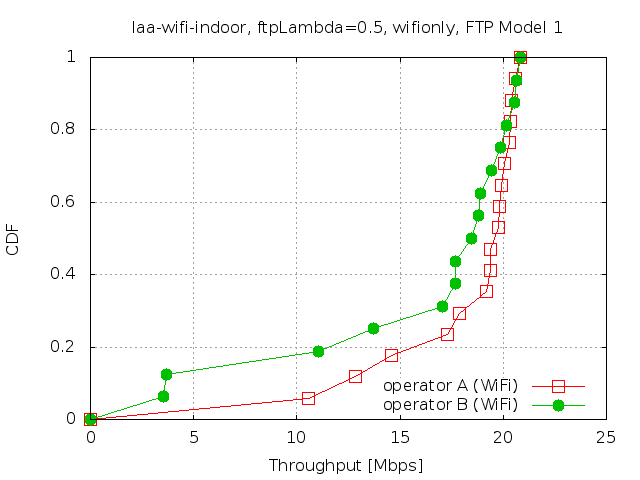 laa-wifi-indoor, ftpLambda=0.5, wifionly, FTP Model 1
1
0.8
0.6
0.4
0.2
0
CDF
operator A (WiFi)
operator B (WiFi)
0 5 10 15 20 25
Throughput [Mbps]